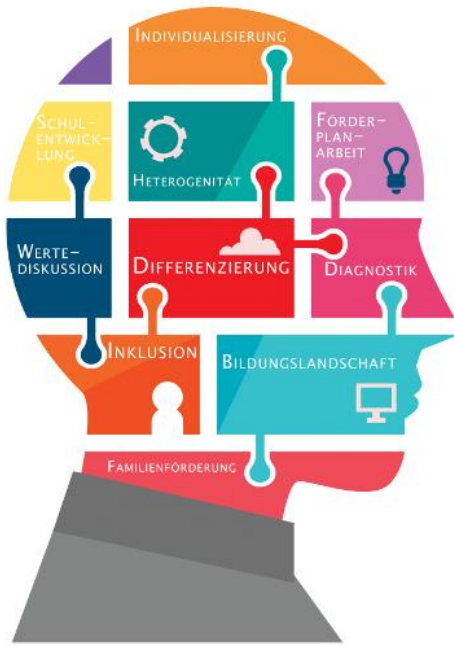 INDIVIDUALISIERUNG
SCHUL-
ENTWICK-
LUNG
HETEROGENITÄT
FÖRDER-
PLAN-
ARBEIT
WERTE-
DISKUSSION
DIFFERENZIERUNG
DIAGNOSTIK
INKLUSION
BILDUNGSLANDSCHAFT
FAMILIENFÖRDERUNG